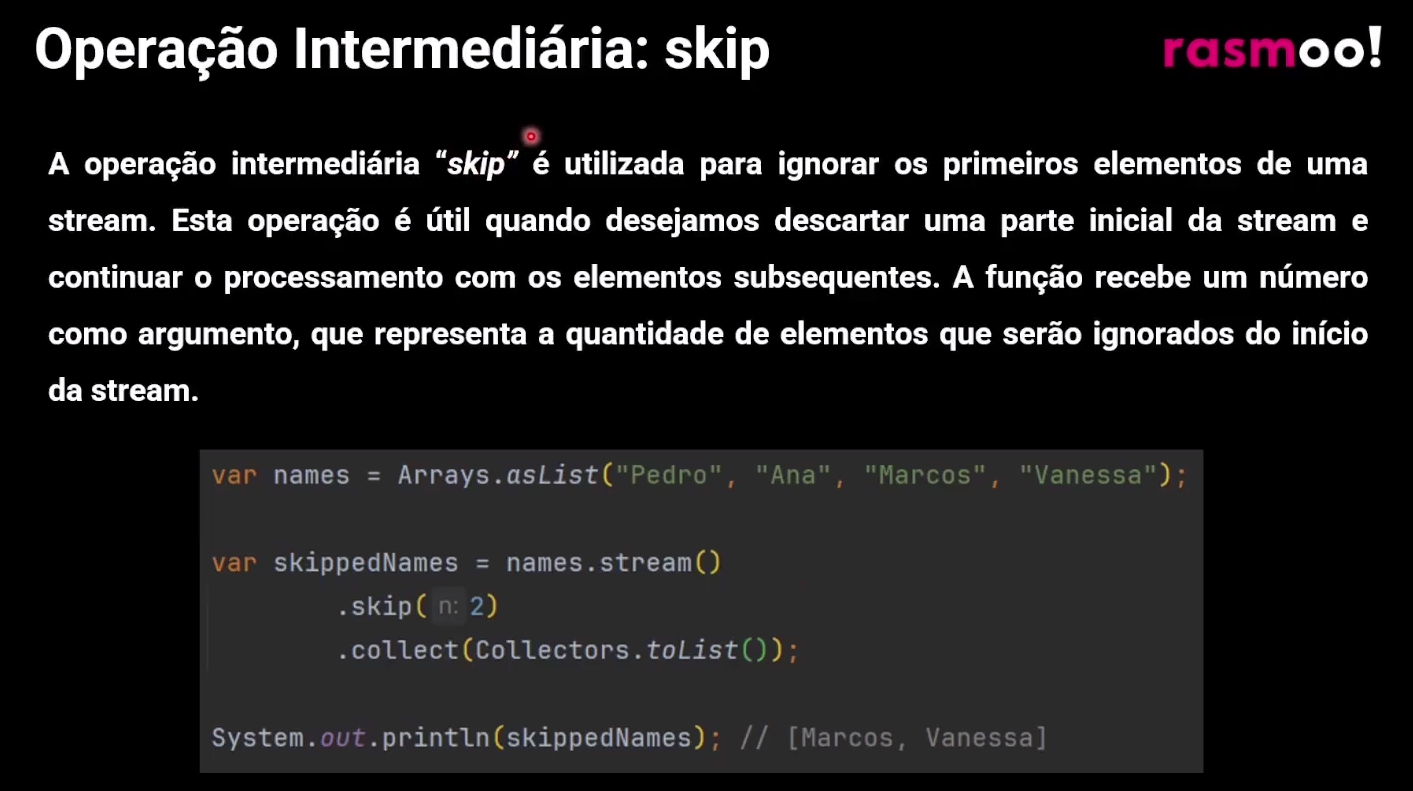 Operação Intermediária: skip
rasmoo!
A operação intermediária “skip” é utilizada para ignorar os primeiros elementos de uma
stream. Esta operação é útil quando desejamos descartar uma parte inicial da stream e
continuar o processamento com os elementos subsequentes. A função recebe um número
como argumento, que representa a quantidade de elementos que serão ignorados do início
da stream.
var names = Arrays.asList("Pedro", "Ana", "Marcos", "Vanessa");
var skippedNames = names.stream()
.skip( n: 2)
.collect(Collectors.toList());
System.out.println(skippedNames); // [Marcos, Vanessa]